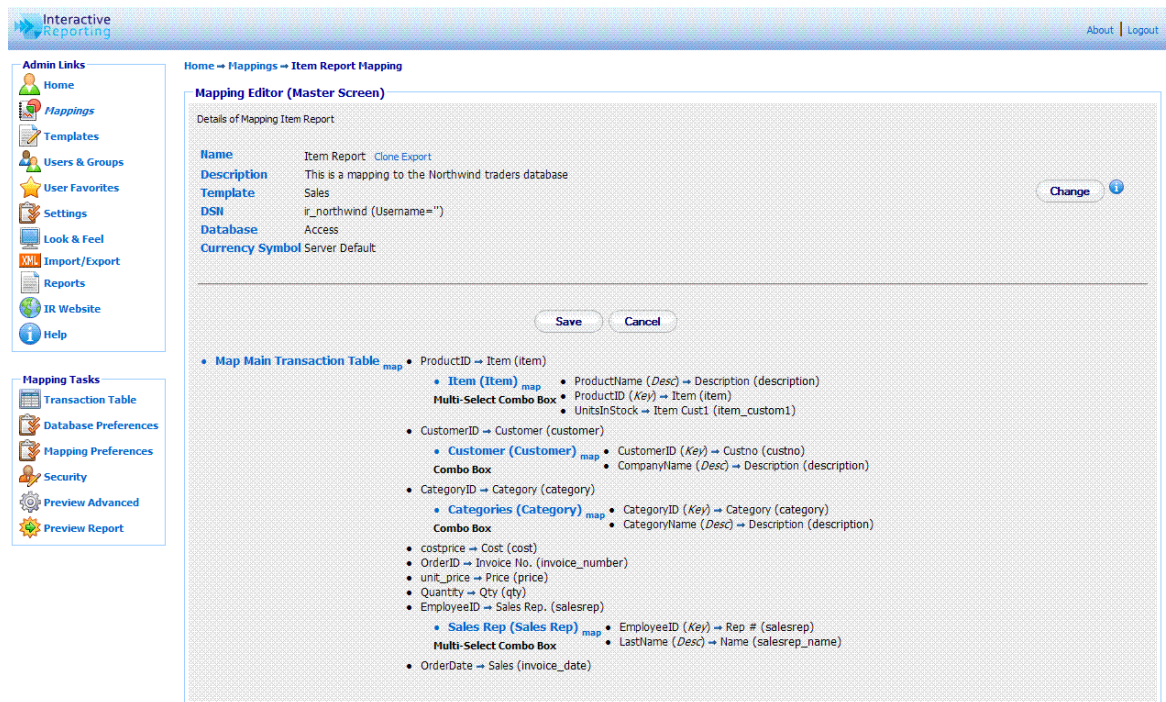 Interactive
Reporting
About | Logout
Admin Links
Home
Mappings
Templates
Users & Groups
User Favorites
Settings
Look & Feel
XML Import/Export
Reports
IR Website
Help
Mapping Tasks
Transaction Table
Database Preferences
Mapping Preferences
Security
Preview Advanced
Preview Report
Home → Mappings → Item Report Mapping
Mapping Editor (Master Screen)
Details of Mapping Item Report
Name Item Report Clone Export
Description This is a mapping to the Northwind traders database
Template Sales
DSN ir_northwind (Username='')
Database Access
Currency Symbol Server Default
Change
Save Cancel
• Map Main Transaction Table map • ProductID → Item (item)
• Item (Item) map • ProductName (Desc) → Description (description)
Multi-Select Combo Box • ProductID (Key) → Item (item)
• UnitsInStock → Item Cust1 (item_custom1)
• CustomerID → Customer (customer)
• Customer (Customer) map • CustomerID (Key) → Custno (custno)
Combo Box • CompanyName (Desc) → Description (description)
• CategoryID → Category (category)
• Categories (Category) map • CategoryID (Key) → Category (category)
Combo Box • CategoryName (Desc) → Description (description)
• costprice → Cost (cost)
• OrderID → Invoice No. (invoice_number)
• unit_price → Price (price)
• Quantity → Qty (qty)
• EmployeeID → Sales Rep. (salesrep)
• Sales Rep (Sales Rep) map • EmployeeID (Key) → Rep # (salesrep)
Multi-Select Combo Box • LastName (Desc) → Name (salesrep_name)
• OrderDate → Sales (invoice_date)